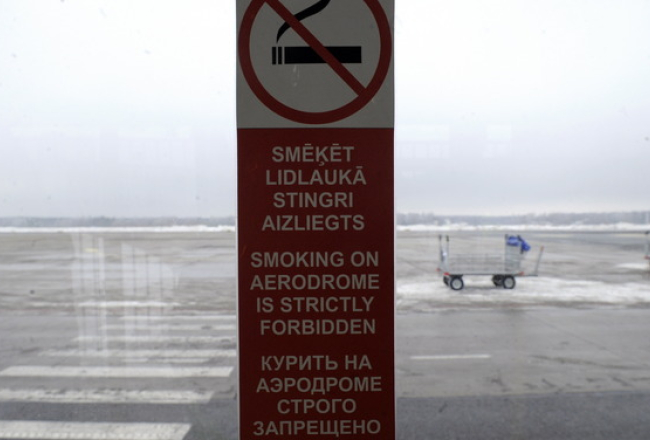 SMĒĶĒT
LIDLAUKĀ
STINGRI
AIZLIEGTS
SMOKING ON
AERODROME
IS STRICTLY
FORBIDDEN
КУРИТЬ НА
АЭРОДРОМЕ
СТРОГО
ЗАПРЕЩЕНО